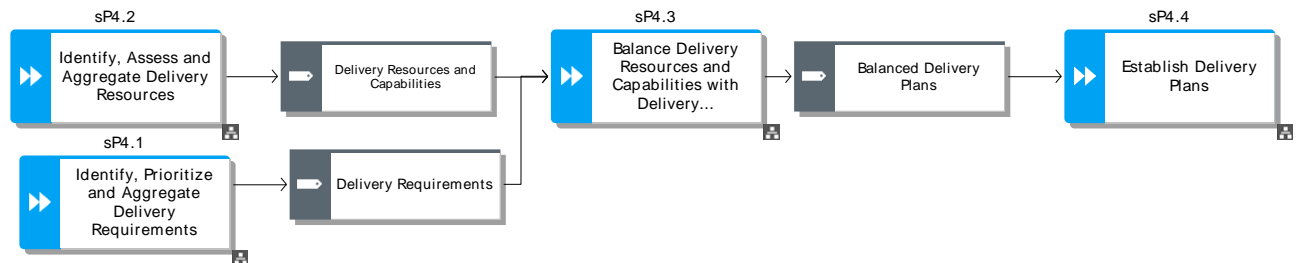 sP4.2
Identify, Assess and
Aggregate Delivery
Resources
Delivery Resources and
Capabilities
sP4.3
Balance Delivery
Resources and
Capabilities with
Delivery...
Balanced Delivery
Plans
sP4.4
Establish Delivery
Plans
sP4.1
Identify, Prioritize
and Aggregate
Delivery
Requirements
Delivery Requirements